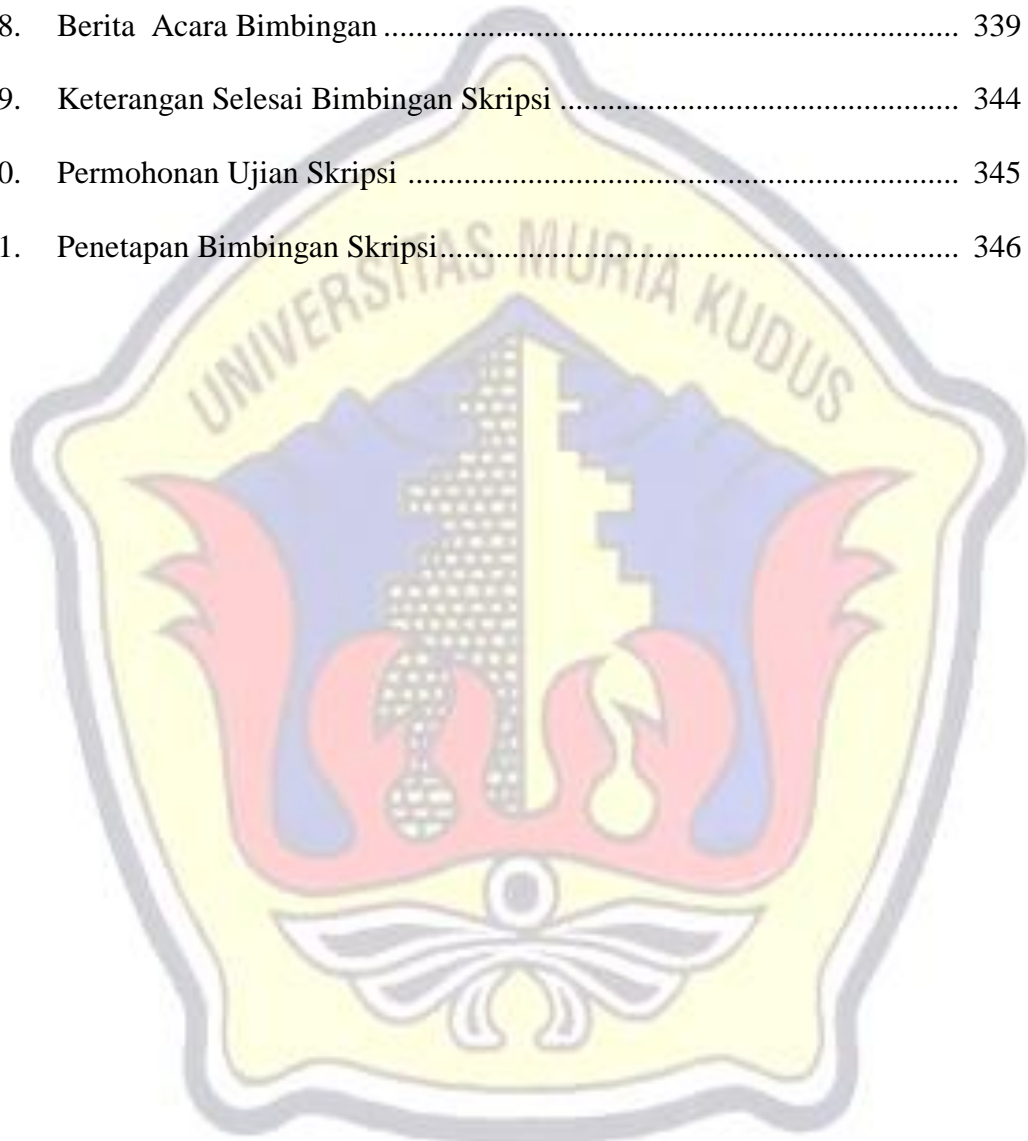 8. Berita Acara Bimbingan ........................................................................ 339
9. Keterangan Selesai Bimbingan Skripsi .................................................. 344
0. Permohonan Ujian Skripsi ..................................................................... 345
1. Penetapan Bimbingan Skripsi................................................................. 346
UNIVERSITAS MURIA KUDUS